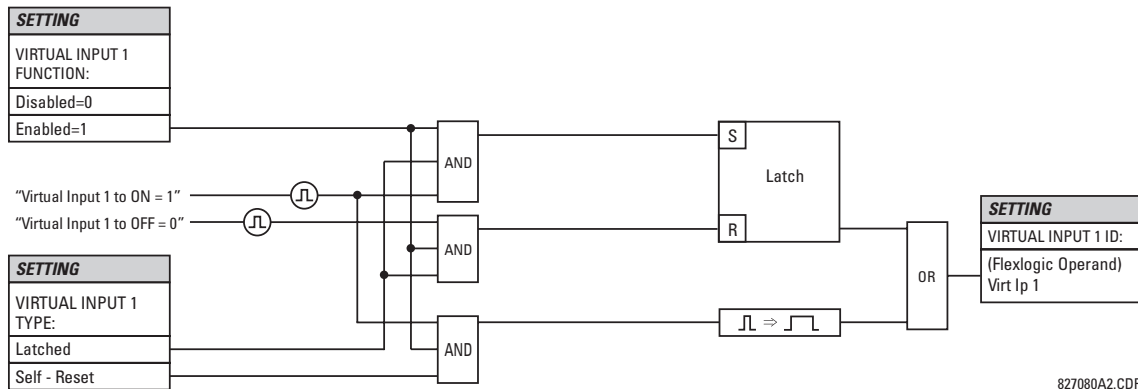 SETTING
VIRTUAL INPUT 1
FUNCTION:
Disabled=0
Enabled=1
“Virtual Input 1 to ON = 1”
“Virtual Input 1 to OFF = 0”
SETTING
VIRTUAL INPUT 1
TYPE:
Latched
Self - Reset
AND
AND
AND
S
Latch
R
OR
SETTING
VIRTUAL INPUT 1 ID:
(Flexlogic Operand)
Virt Ip 1
827080A2.CDR